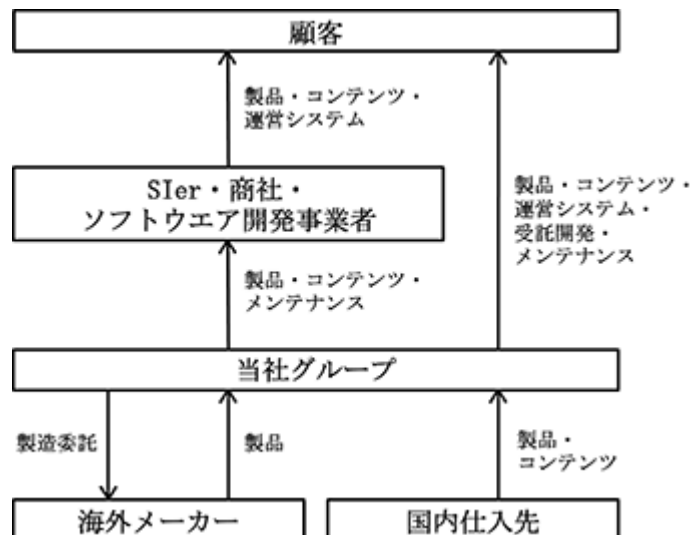 顧客
製品・コンテンツ・
運営システム
SIer・商社・
ソフトウエア開発事業者
製品・コンテンツ・
運営システム・
受託開発・
メンテナンス
製品・コンテンツ・
メンテナンス
当社グループ
製造委託
製品
製品・
コンテンツ
海外メーカー
国内仕入先